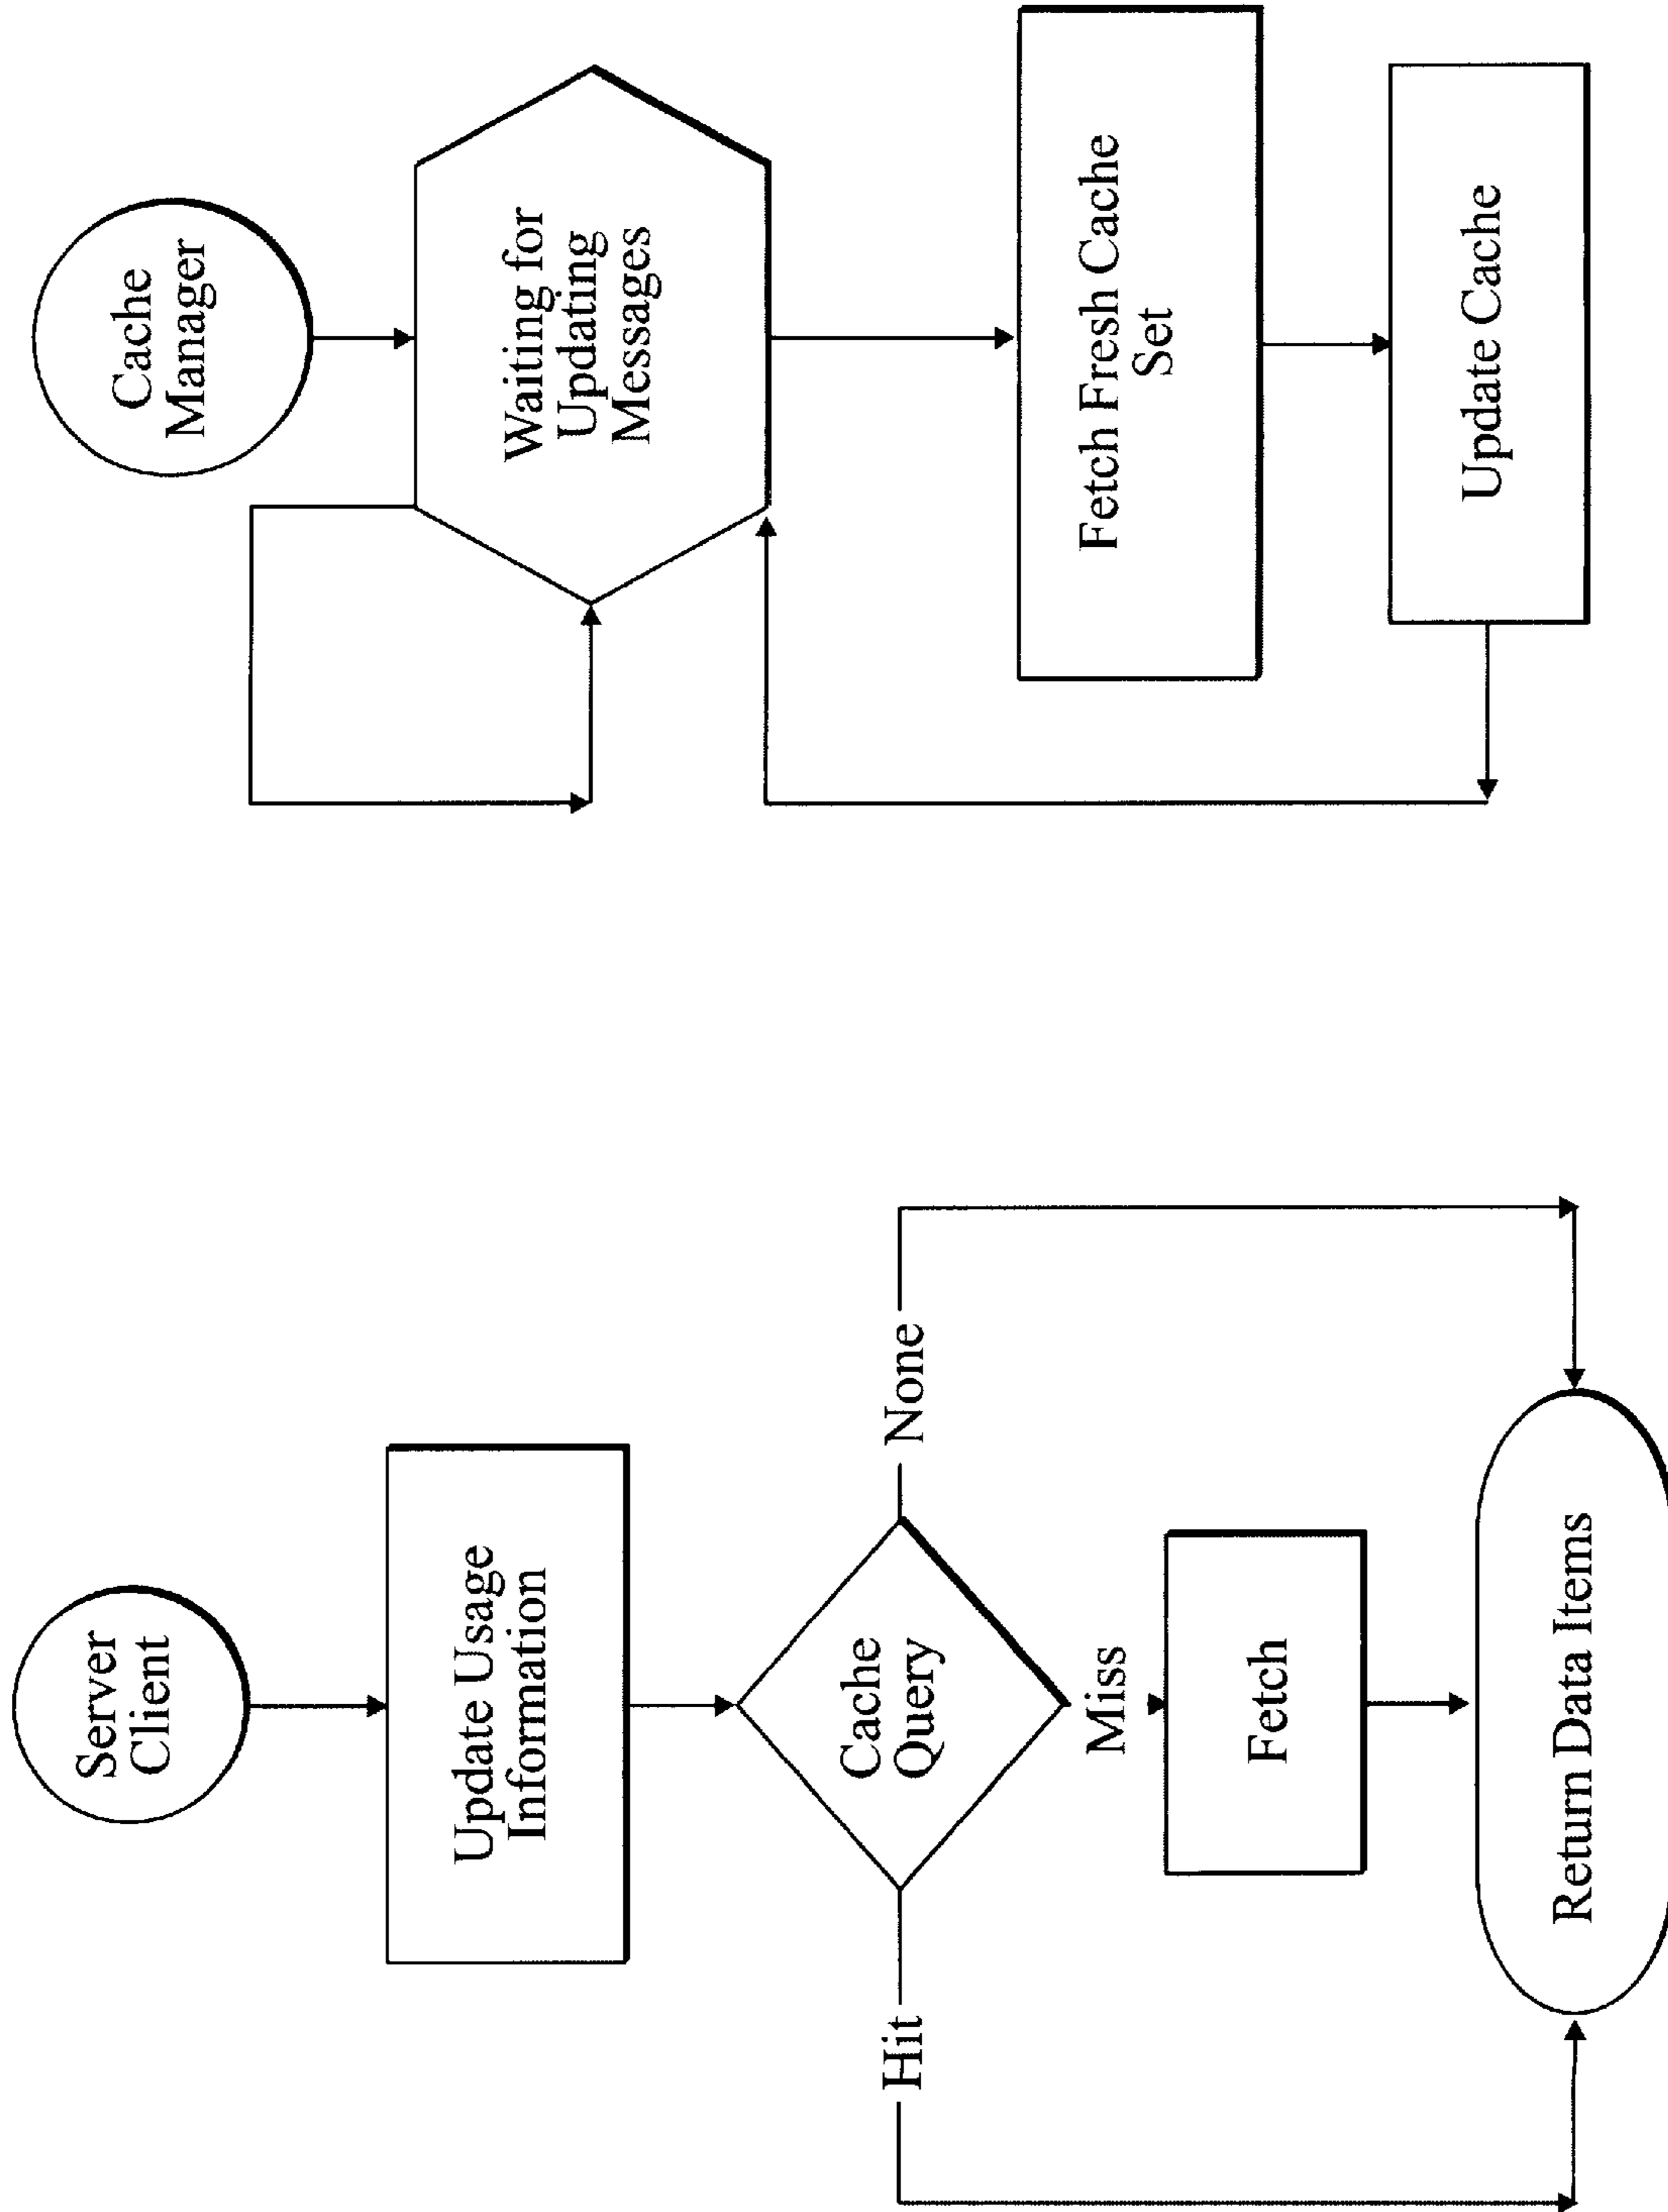 Server
Client
Update Usage
Information
Cache
Query
Hit
None
Miss
Fetch
Return Data Items
Cache
Manager
Waiting for
Updating
Messages
Fetch Fresh Cache
Set
Update Cache